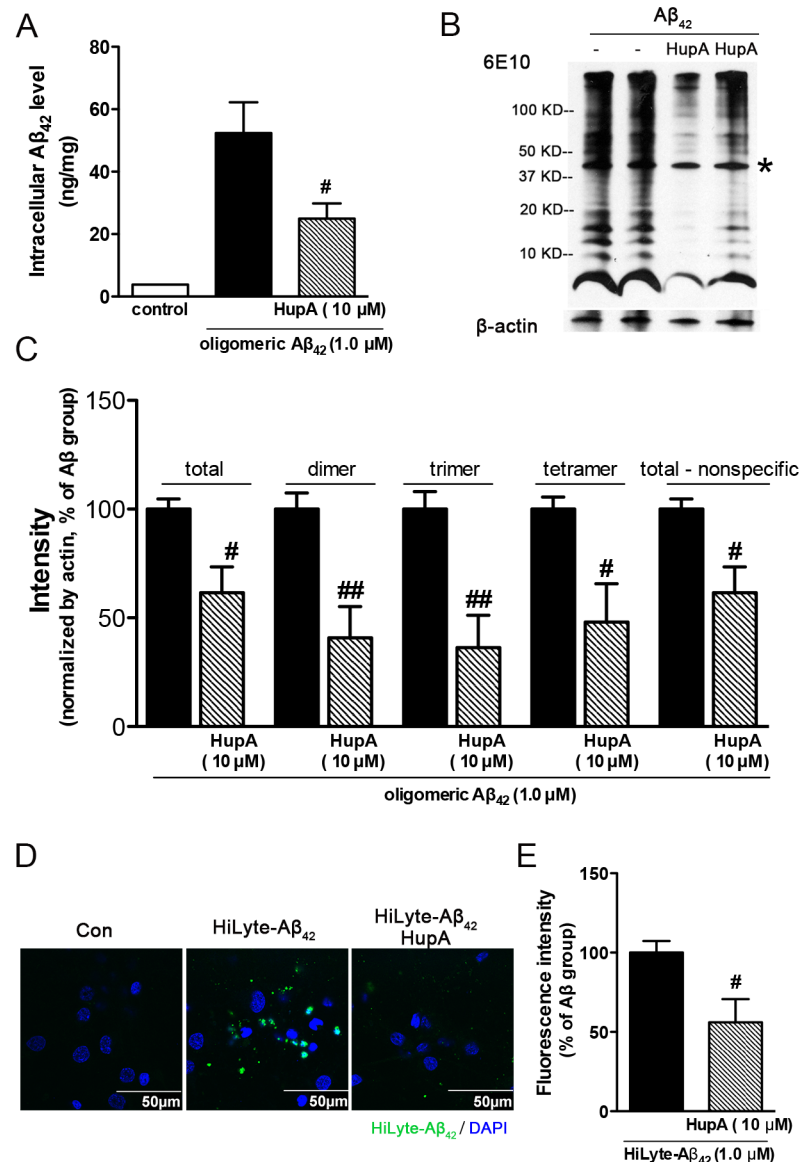 A
Intracellular Aβ42 level
(ng/mg)
80
60
40
20
0
#
control
HupA ( 10 μM)
oligomeric Aβ42 (1.0 μM)
B
Aβ42
- - HupA HupA
6E10
100 KD--
50 KD--
*
37 KD--
20 KD--
10 KD--
β-actin
C
Intensity
(normalized by actin, % of Aβ group)
150
100
50
0
total dimer trimer tetramer total - nonspecific
# ## ## # #
HupA HupA HupA HupA HupA
( 10 μM) ( 10 μM) ( 10 μM) ( 10 μM) ( 10 μM)
oligomeric Aβ42 (1.0 μM)
D
Con
HiLyte-Aβ42
HiLyte-Aβ42
HupA
50μm
50μm
50μm
HiLyte-Aβ42 / DAPI
E
Fluorescence intensity
(% of Aβ group)
150
100
50
0
#
HupA ( 10 μM)
HiLyte-Aβ42 (1.0 μM)